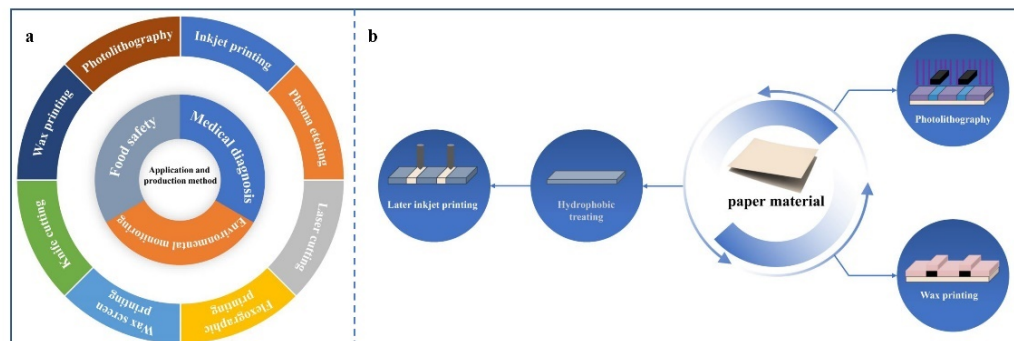 a
Photolithography
Inkjet printing
Plasma etching
Laser cutting
Flexographic
printing
Wax screen
printing
Knife cutting
Wax printing
Food safety
Medical diagnosis
Environmental monitoring
Application and
production method
b
Later inkjet printing
Hydrophobic
treating
paper material
Photolithography
Wax printing